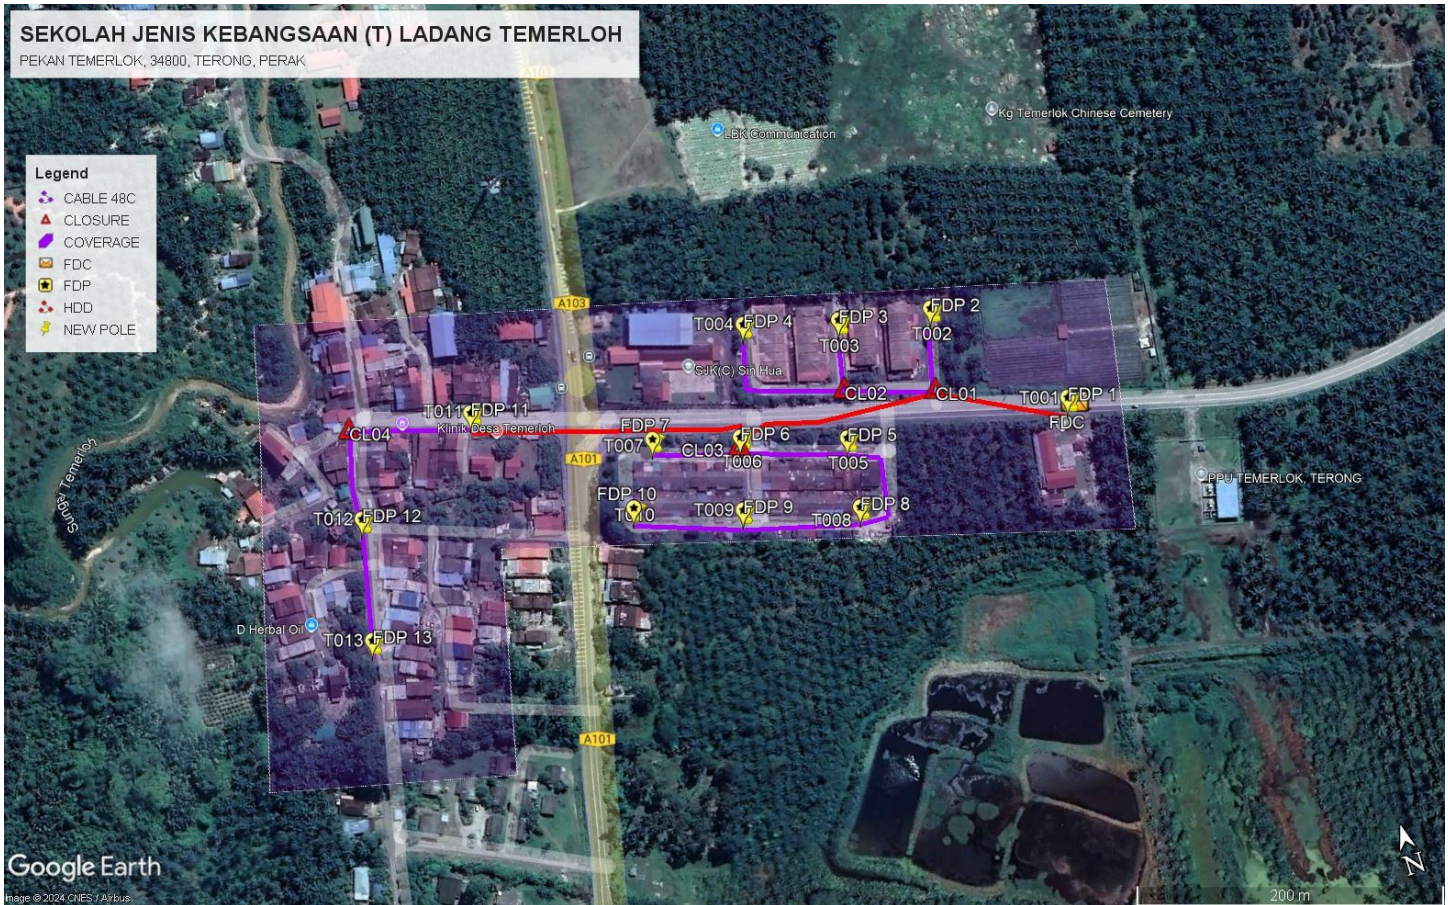 SEKOLAH JENIS KEBANGSAAN (T) LADANG TEMERLOH
PEKAN TEMERLOK, 34800, TERONG, PERAK
A103
Kg Temerlok Chinese Cemetery
LBK Communication
Legend
CABLE 48C
CLOSURE
COVERAGE
FDC
FDP
HDD
NEW POLE
A103
T004 FDP 4
FDP 3
T003
FDP 2
T002
SJK(C) Sin Hua
CL02
CL01
T001 FDP 1
FDC
T011 FDP 11
Klinik Desa Temerloh
CL04
FDP 7
T007
FDP 6
CL03
T006
FDP 5
T005
A101
Sungai Temerloh
PPU TEMERLOK, TERONG
FDP 10
T010
T009 FDP 9
FDP 8
T008
T012 FDP 12
D Herbal Oil
T013 FDP 13
A101
Google Earth
Image © 2024 CNES / Airbus
N
200 m